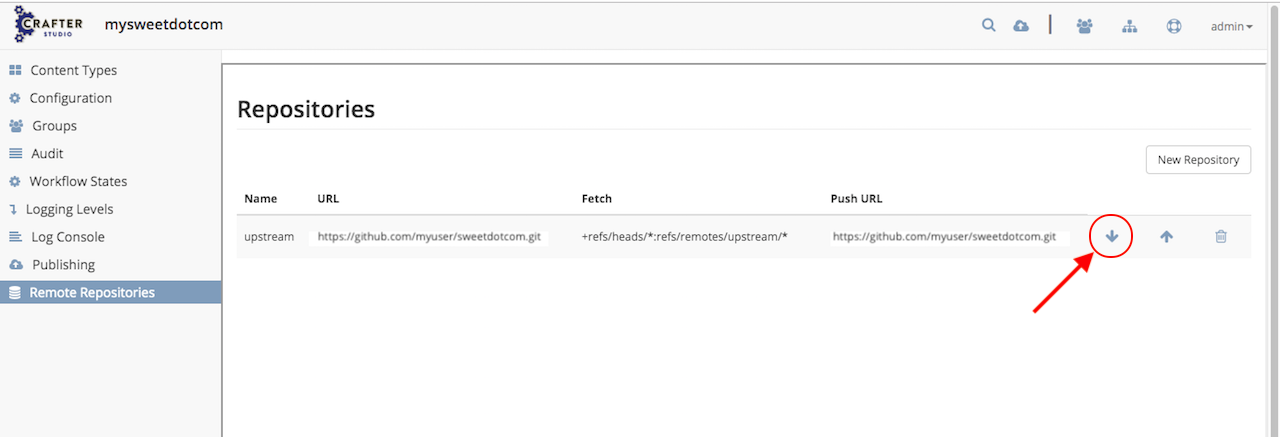 CRAFTER
STUDIO
mysweetdotcom
admin
Content Types
Configuration
Groups
Audit
Workflow States
Logging Levels
Log Console
Publishing
Remote Repositories
Repositories
New Repository
Name URL Fetch Push URL
upstream https://github.com/myuser/sweetdotcom.git +refs/heads/*:refs/remotes/upstream/* https://github.com/myuser/sweetdotcom.git